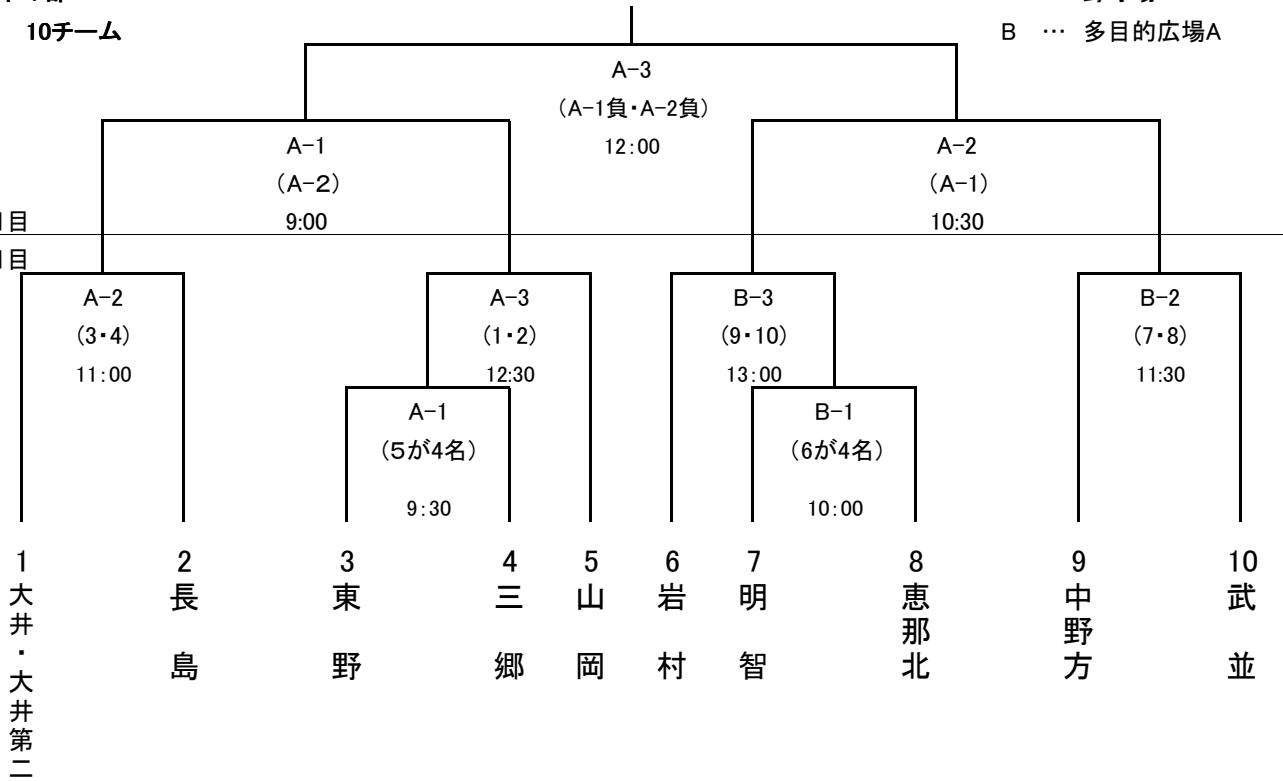 10チーム
B … 多目的広場A
A-3
(A-1負・A-2負)
12:00
A-1
(A-2)
9:00
A-2
(A-1)
10:30
目
目
A-2
(3・4)
11:00
A-3
(1・2)
12:30
B-3
(9・10)
13:00
B-2
(7・8)
11:30
A-1
(5が4名)
9:30
B-1
(6が4名)
10:00
1 2 3 4 5 6 7 8 9 10
大井・大井第二
長島
東野
三郷
山岡
岩村
明智
恵那北
中野方
武並